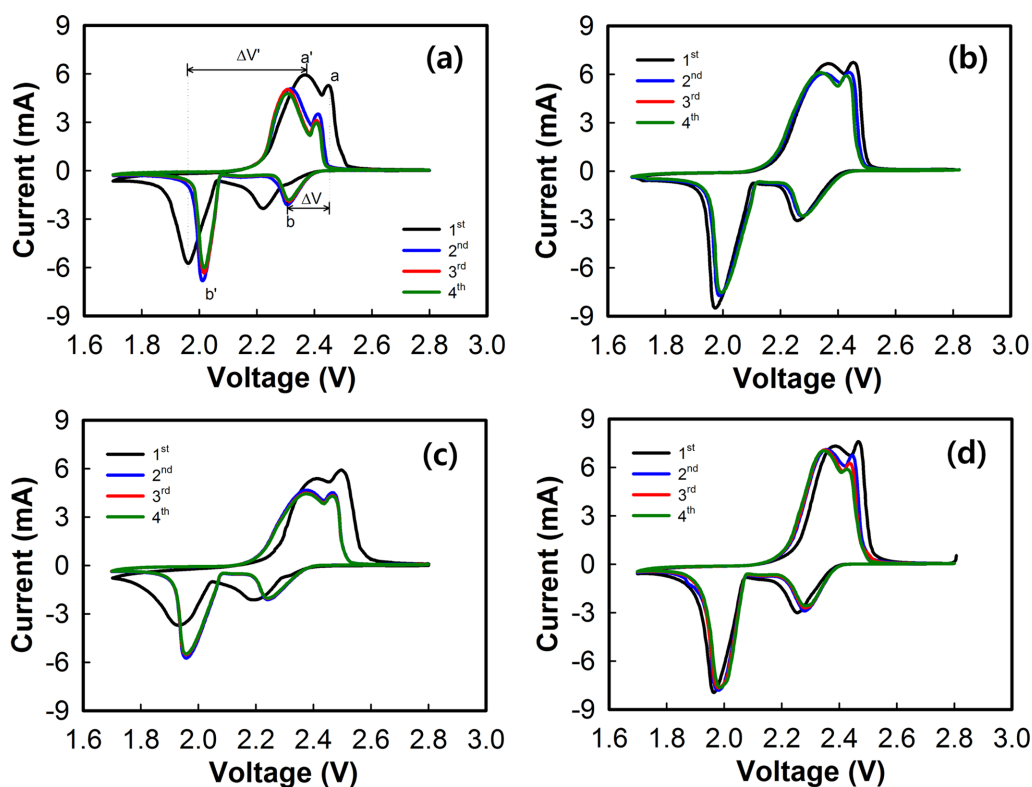 (a)
ΔV'
a'
a
ΔV
b
b'
1st
2nd
3rd
4th
9
6
3
0
-3
-6
-9
1.6
1.8
2.0
2.2
2.4
2.6
2.8
3.0
Current (mA)
Voltage (V)
(b)
1st
2nd
3rd
4th
9
6
3
0
-3
-6
-9
1.6
1.8
2.0
2.2
2.4
2.6
2.8
3.0
Current (mA)
Voltage (V)
(c)
1st
2nd
3rd
4th
9
6
3
0
-3
-6
-9
1.6
1.8
2.0
2.2
2.4
2.6
2.8
3.0
Current (mA)
Voltage (V)
(d)
1st
2nd
3rd
4th
9
6
3
0
-3
-6
-9
1.6
1.8
2.0
2.2
2.4
2.6
2.8
3.0
Current (mA)
Voltage (V)